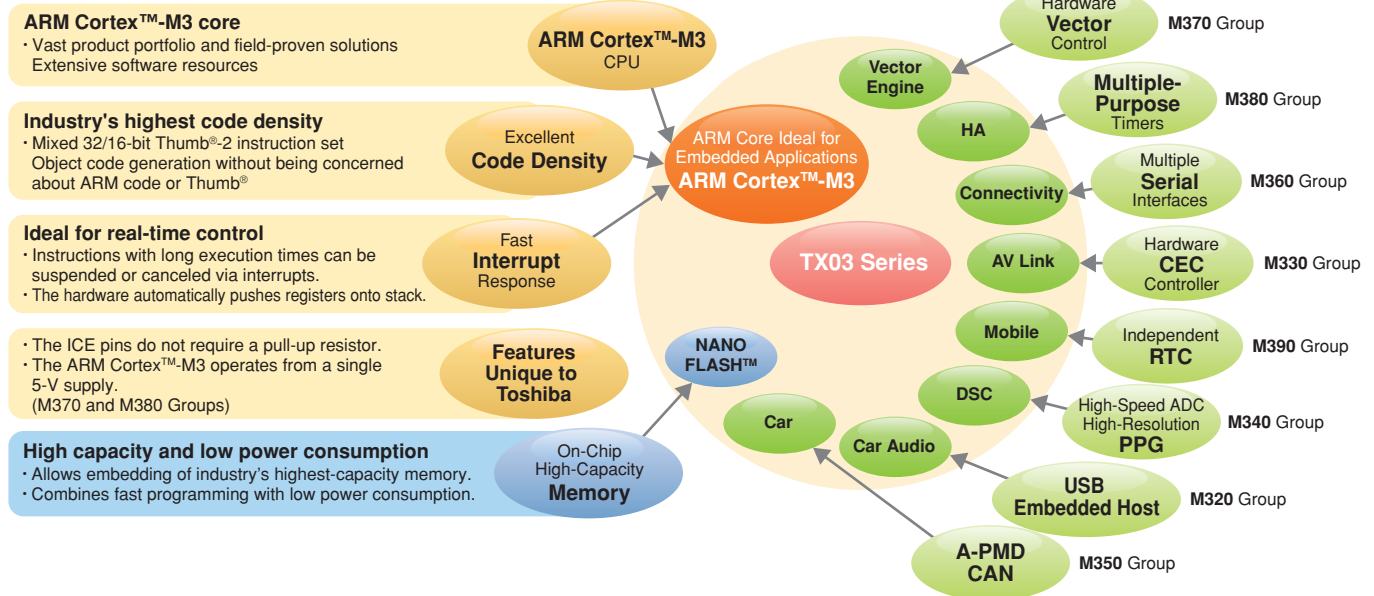 ARM Cortex™-M3 core
· Vast product portfolio and field-proven solutions
Extensive software resources
ARM Cortex™-M3
CPU
Industry's highest code density
· Mixed 32/16-bit Thumb®-2 instruction set
Object code generation without being concerned
about ARM code or Thumb®
Excellent
Code Density
Ideal for real-time control
· Instructions with long execution times can be
suspended or canceled via interrupts.
· The hardware automatically pushes registers onto stack.
Fast
Interrupt
Response
· The ICE pins do not require a pull-up resistor.
· The ARM Cortex™-M3 operates from a single
5-V supply.
(M370 and M380 Groups)
Features
Unique to
Toshiba
High capacity and low power consumption
· Allows embedding of industry's highest-capacity memory.
· Combines fast programming with low power consumption.
On-Chip
High-Capacity
Memory
ARM Core Ideal for
Embedded Applications
ARM Cortex™-M3
TX03 Series
NANO
FLASH™
Vector
Engine
HA
Connectivity
AV Link
Mobile
DSC
Car Audio
Car
Hardware
Vector
Control
M370 Group
Multiple-
Purpose
Timers
M380 Group
Multiple
Serial
Interfaces
M360 Group
Hardware
CEC
Controller
M330 Group
Independent
RTC
M390 Group
High-Speed ADC
High-Resolution
PPG
M340 Group
USB
Embedded Host
M320 Group
A-PMD
CAN
M350 Group